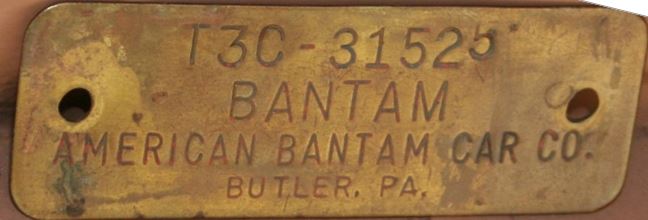 T3C-31525
BANTAM
AMERICAN BANTAM CAR CO.
BUTLER, PA.